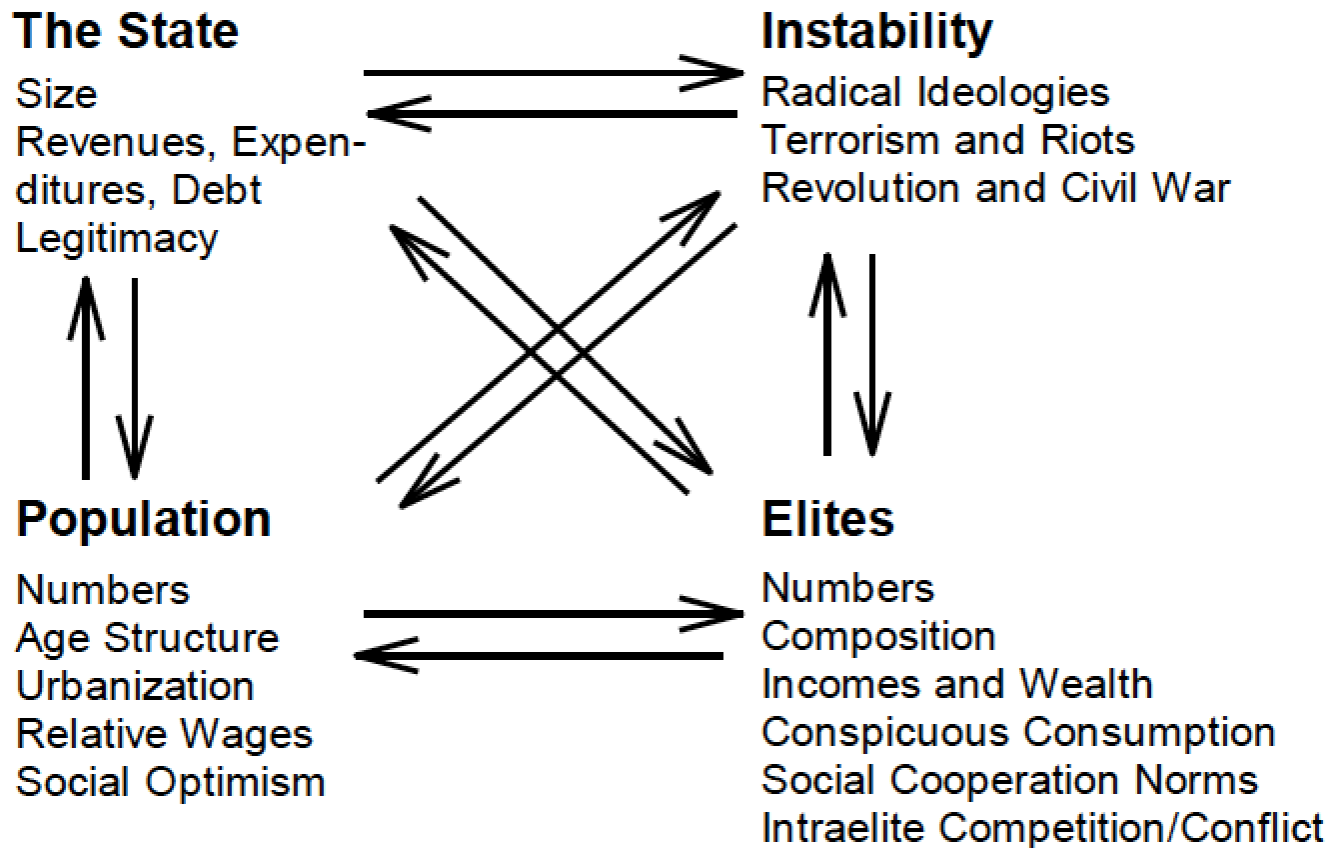 The State
Size
Revenues, Expen-
ditures, Debt
Legitimacy
Instability
Radical Ideologies
Terrorism and Riots
Revolution and Civil War
Population
Numbers
Age Structure
Urbanization
Relative Wages
Social Optimism
Elites
Numbers
Composition
Incomes and Wealth
Conspicuous Consumption
Social Cooperation Norms
Intraelite Competition/Conflict